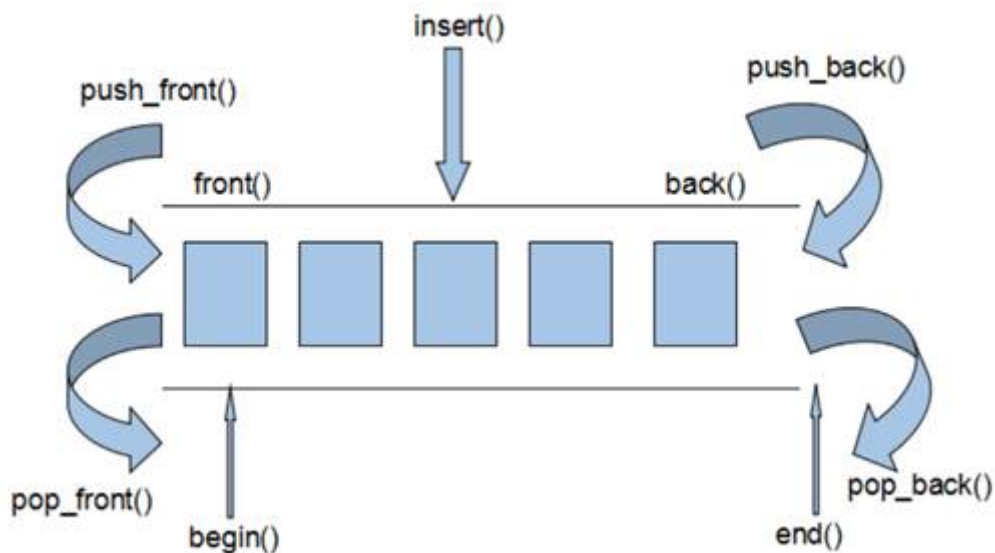 insert()
push_front()
push_back()
front()
back()
pop_front()
pop_back()
begin()
end()